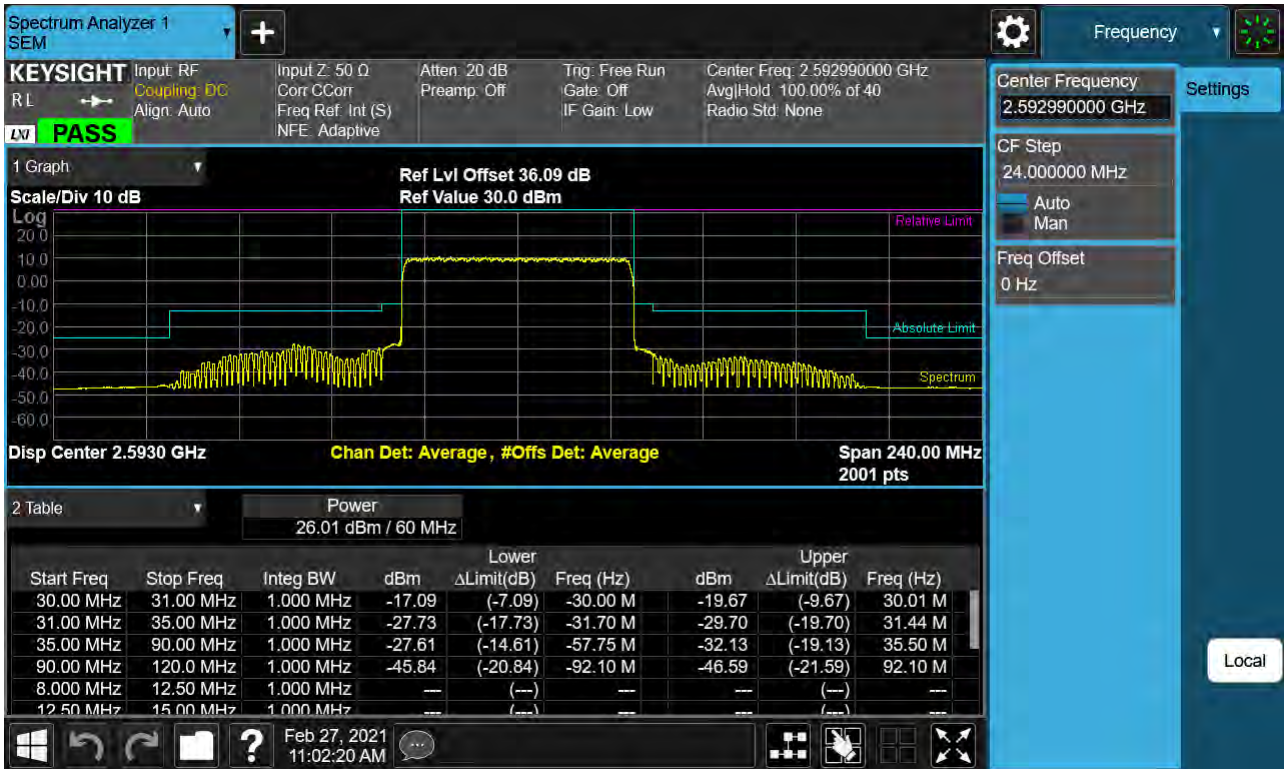 Spectrum Analyzer 1
SEM
+
Frequency
KEYSIGHT
RL
LXI
PASS
Input: RF
Coupling: DC
Align: Auto
Input Z: 50 Ω
Corr CCorr
Freq Ref: Int (S)
NFE: Adaptive
Atten: 20 dB
Preamp: Off
Trig: Free Run
Gate: Off
IF Gain: Low
Center Freq: 2.592990000 GHz
Avg|Hold: 100.00% of 40
Radio Std: None
Center Frequency
2.592990000 GHz
Settings
CF Step
24.000000 MHz
Auto
Man
Freq Offset
0 Hz
Local
1 Graph
Scale/Div 10 dB
Ref Lvl Offset 36.09 dB
Ref Value 30.0 dBm
Log
20.0
10.0
0.00
-10.0
-20.0
-30.0
-40.0
-50.0
-60.0
Relative Limit
Absolute Limit
Spectrum
Disp Center 2.5930 GHz
Chan Det: Average, #Offs Det: Average
Span 240.00 MHz
2001 pts
2 Table
Power
26.01 dBm / 60 MHz
Lower Upper
Start Freq Stop Freq Integ BW dBm ΔLimit(dB) Freq (Hz) dBm ΔLimit(dB) Freq (Hz)
30.00 MHz 31.00 MHz 1.000 MHz -17.09 (-7.09) -30.00 M -19.67 (-9.67) 30.01 M
31.00 MHz 35.00 MHz 1.000 MHz -27.73 (-17.73) -31.70 M -29.70 (-19.70) 31.44 M
35.00 MHz 90.00 MHz 1.000 MHz -27.61 (-14.61) -57.75 M -32.13 (-19.13) 35.50 M
90.00 MHz 120.0 MHz 1.000 MHz -45.84 (-20.84) -92.10 M -46.59 (-21.59) 92.10 M
8.000 MHz 12.50 MHz 1.000 MHz --- (---) --- --- (---) ---
12.50 MHz 15.00 MHz 1.000 MHz --- (---) --- --- (---) ---
?
Feb 27, 2021
11:02:20 AM